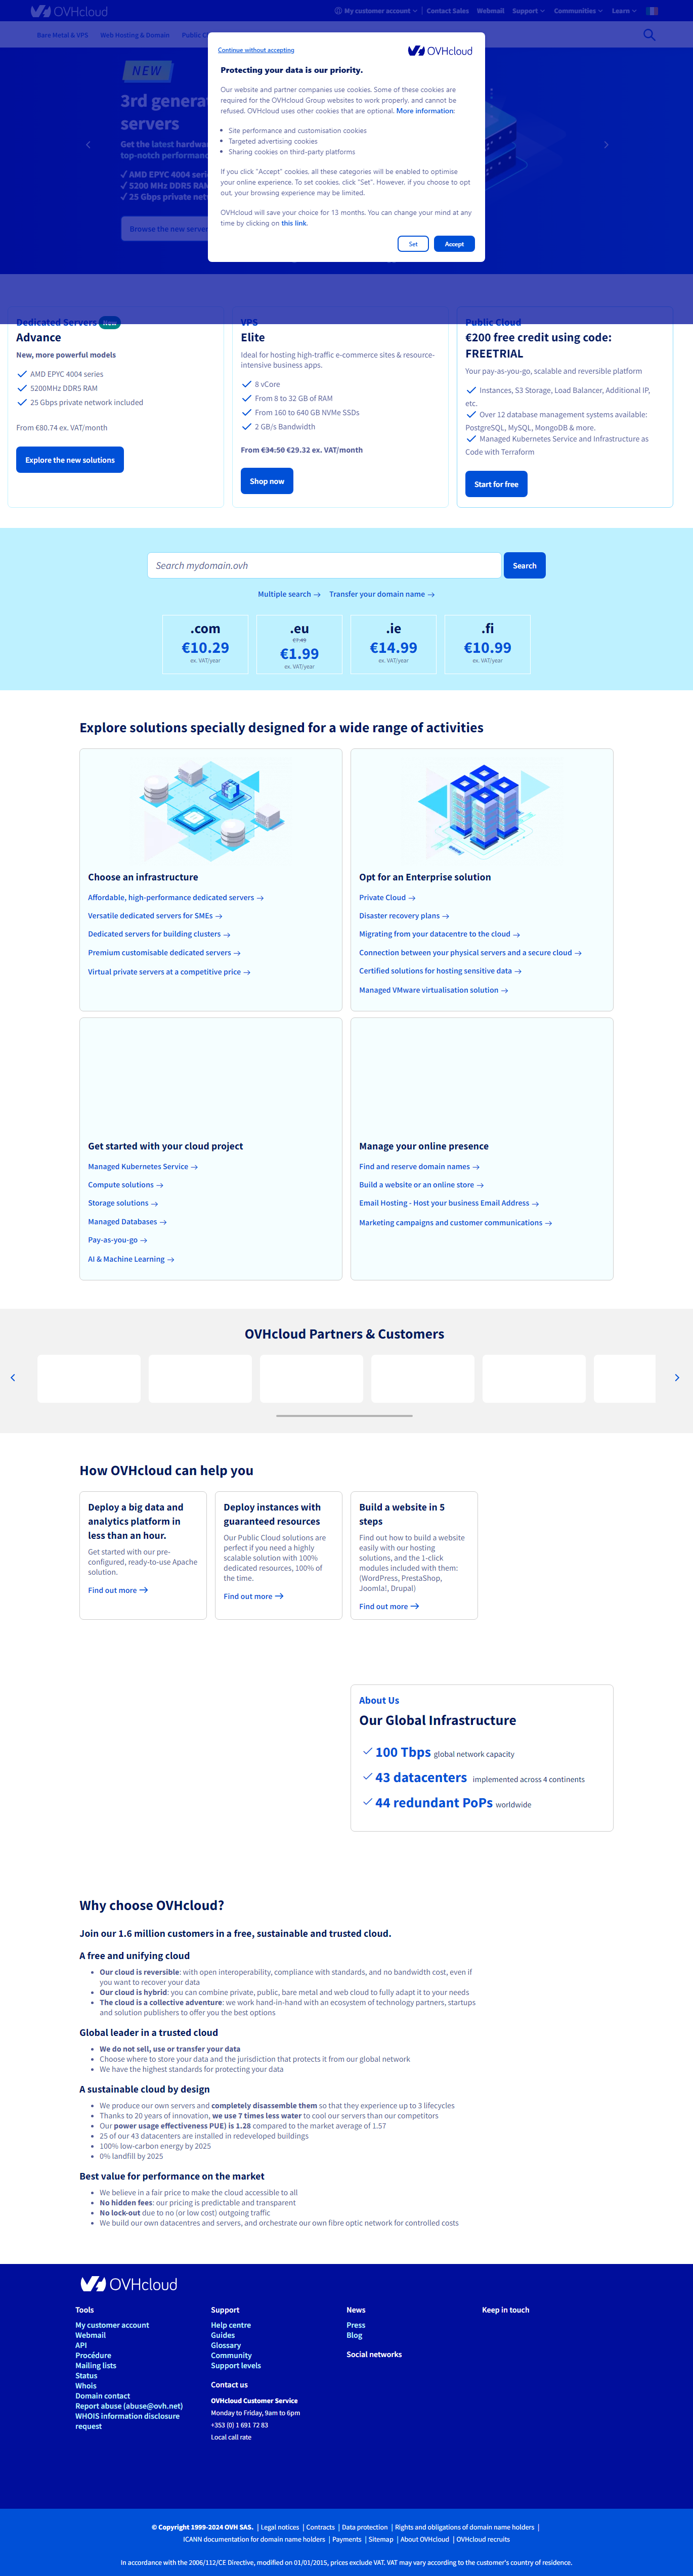 OVHcloud
My customer account
Contact Sales
Webmail
Support
Communities
Learn
Bare Metal & VPS
Web Hosting & Domain
Public C
NEW
3rd generat
servers
Get the latest hardwa
top-notch performanc
AMD EPYC 4004 seri
5200 MHz DDR5 RAM
25 Gbps private net
Browse the new server
Continue without accepting
OVHcloud
Protecting your data is our priority.
Our website and partner companies use cookies. Some of these cookies are
required for the OVHcloud Group websites to work properly, and cannot be
refused. OVHcloud uses other cookies that are optional. More information:
• Site performance and customisation cookies
• Targeted advertising cookies
• Sharing cookies on third-party platforms
If you click "Accept" cookies, all these categories will be enabled to optimise
your online experience. To set cookies, click "Set". However, if you choose to opt
out, your browsing experience may be limited.
OVHcloud will save your choice for 13 months. You can change your mind at any
time by clicking on this link.
Set
Accept
Dedicated Servers New
Advance
New, more powerful models
AMD EPYC 4004 series
5200MHz DDR5 RAM
25 Gbps private network included
From €80.74 ex. VAT/month
Explore the new solutions
VPS
Elite
Ideal for hosting high-traffic e-commerce sites & resource-
intensive business apps.
8 vCore
From 8 to 32 GB of RAM
From 160 to 640 GB NVMe SSDs
2 GB/s Bandwidth
From €34.50 €29.32 ex. VAT/month
Shop now
Public Cloud
€200 free credit using code:
FREETRIAL
Your pay-as-you-go, scalable and reversible platform
Instances, S3 Storage, Load Balancer, Additional IP,
etc.
Over 12 database management systems available:
PostgreSQL, MySQL, MongoDB & more.
Managed Kubernetes Service and Infrastructure as
Code with Terraform
Start for free
Search mydomain.ovh
Search
Multiple search →
Transfer your domain name →
.com
€10.29
ex. VAT/year
.eu
€7.49
€1.99
ex. VAT/year
.ie
€14.99
ex. VAT/year
.fi
€10.99
ex. VAT/year
Explore solutions specially designed for a wide range of activities
Choose an infrastructure
Affordable, high-performance dedicated servers →
Versatile dedicated servers for SMEs →
Dedicated servers for building clusters →
Premium customisable dedicated servers →
Virtual private servers at a competitive price →
Opt for an Enterprise solution
Private Cloud →
Disaster recovery plans →
Migrating from your datacentre to the cloud →
Connection between your physical servers and a secure cloud →
Certified solutions for hosting sensitive data →
Managed VMware virtualisation solution →
Get started with your cloud project
Managed Kubernetes Service →
Compute solutions →
Storage solutions →
Managed Databases →
Pay-as-you-go →
AI & Machine Learning →
Manage your online presence
Find and reserve domain names →
Build a website or an online store →
Email Hosting - Host your business Email Address →
Marketing campaigns and customer communications →
OVHcloud Partners & Customers
How OVHcloud can help you
Deploy a big data and
analytics platform in
less than an hour.
Get started with our pre-
configured, ready-to-use Apache
solution.
Find out more →
Deploy instances with
guaranteed resources
Our Public Cloud solutions are
perfect if you need a highly
scalable solution with 100%
dedicated resources, 100% of
the time.
Find out more →
Build a website in 5
steps
Find out how to build a website
easily with our hosting
solutions, and the 1-click
modules included with them:
(WordPress, PrestaShop,
Joomla!, Drupal)
Find out more →
About Us
Our Global Infrastructure
100 Tbps global network capacity
43 datacenters implemented across 4 continents
44 redundant PoPs worldwide
Why choose OVHcloud?
Join our 1.6 million customers in a free, sustainable and trusted cloud.
A free and unifying cloud
• Our cloud is reversible: with open interoperability, compliance with standards, and no bandwidth cost, even if
you want to recover your data
• Our cloud is hybrid: you can combine private, public, bare metal and web cloud to fully adapt it to your needs
• The cloud is a collective adventure: we work hand-in-hand with an ecosystem of technology partners, startups
and solution publishers to offer you the best options
Global leader in a trusted cloud
• We do not sell, use or transfer your data
• Choose where to store your data and the jurisdiction that protects it from our global network
• We have the highest standards for protecting your data
A sustainable cloud by design
• We produce our own servers and completely disassemble them so that they experience up to 3 lifecycles
• Thanks to 20 years of innovation, we use 7 times less water to cool our servers than our competitors
• Our power usage effectiveness PUE) is 1.28 compared to the market average of 1.57
• 25 of our 43 datacenters are installed in redeveloped buildings
• 100% low-carbon energy by 2025
• 0% landfill by 2025
Best value for performance on the market
• We believe in a fair price to make the cloud accessible to all
• No hidden fees: our pricing is predictable and transparent
• No lock-out due to no (or low cost) outgoing traffic
• We build our own datacentres and servers, and orchestrate our own fibre optic network for controlled costs
OVHcloud
Tools
My customer account
Webmail
API
Procédure
Mailing lists
Status
Whois
Domain contact
Report abuse (abuse@ovh.net)
WHOIS information disclosure
request
Support
Help centre
Guides
Glossary
Community
Support levels
Contact us
OVHcloud Customer Service
Monday to Friday, 9am to 6pm
+353 (0) 1 691 72 83
Local call rate
News
Press
Blog
Social networks
Keep in touch
© Copyright 1999-2024 OVH SAS. | Legal notices | Contracts | Data protection | Rights and obligations of domain name holders |
ICANN documentation for domain name holders | Payments | Sitemap | About OVHcloud | OVHcloud recruits
In accordance with the 2006/112/CE Directive, modified on 01/01/2015, prices exclude VAT. VAT may vary according to the customer's country of residence.